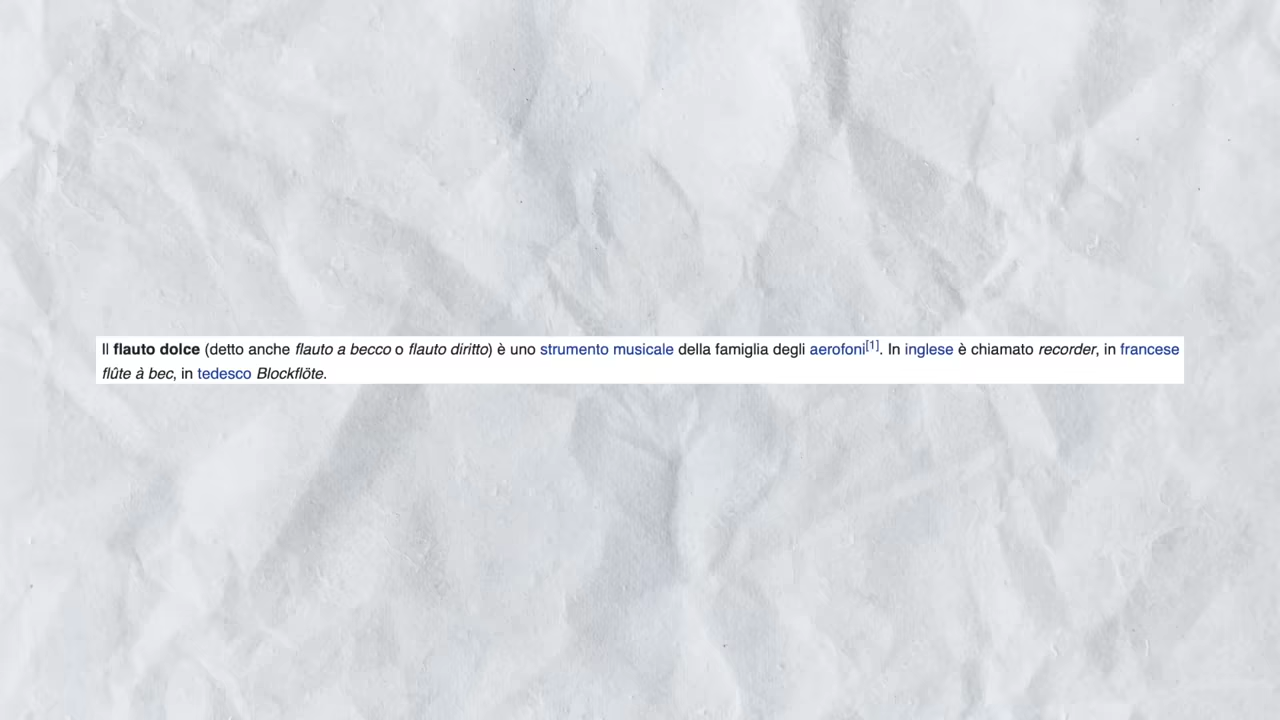 Il flauto dolce (detto anche flauto a becco o flauto diritto) è uno strumento musicale della famiglia degli aerofoni[1]. In inglese è chiamato recorder, in francese
flûte à bec, in tedesco Blockflöte.